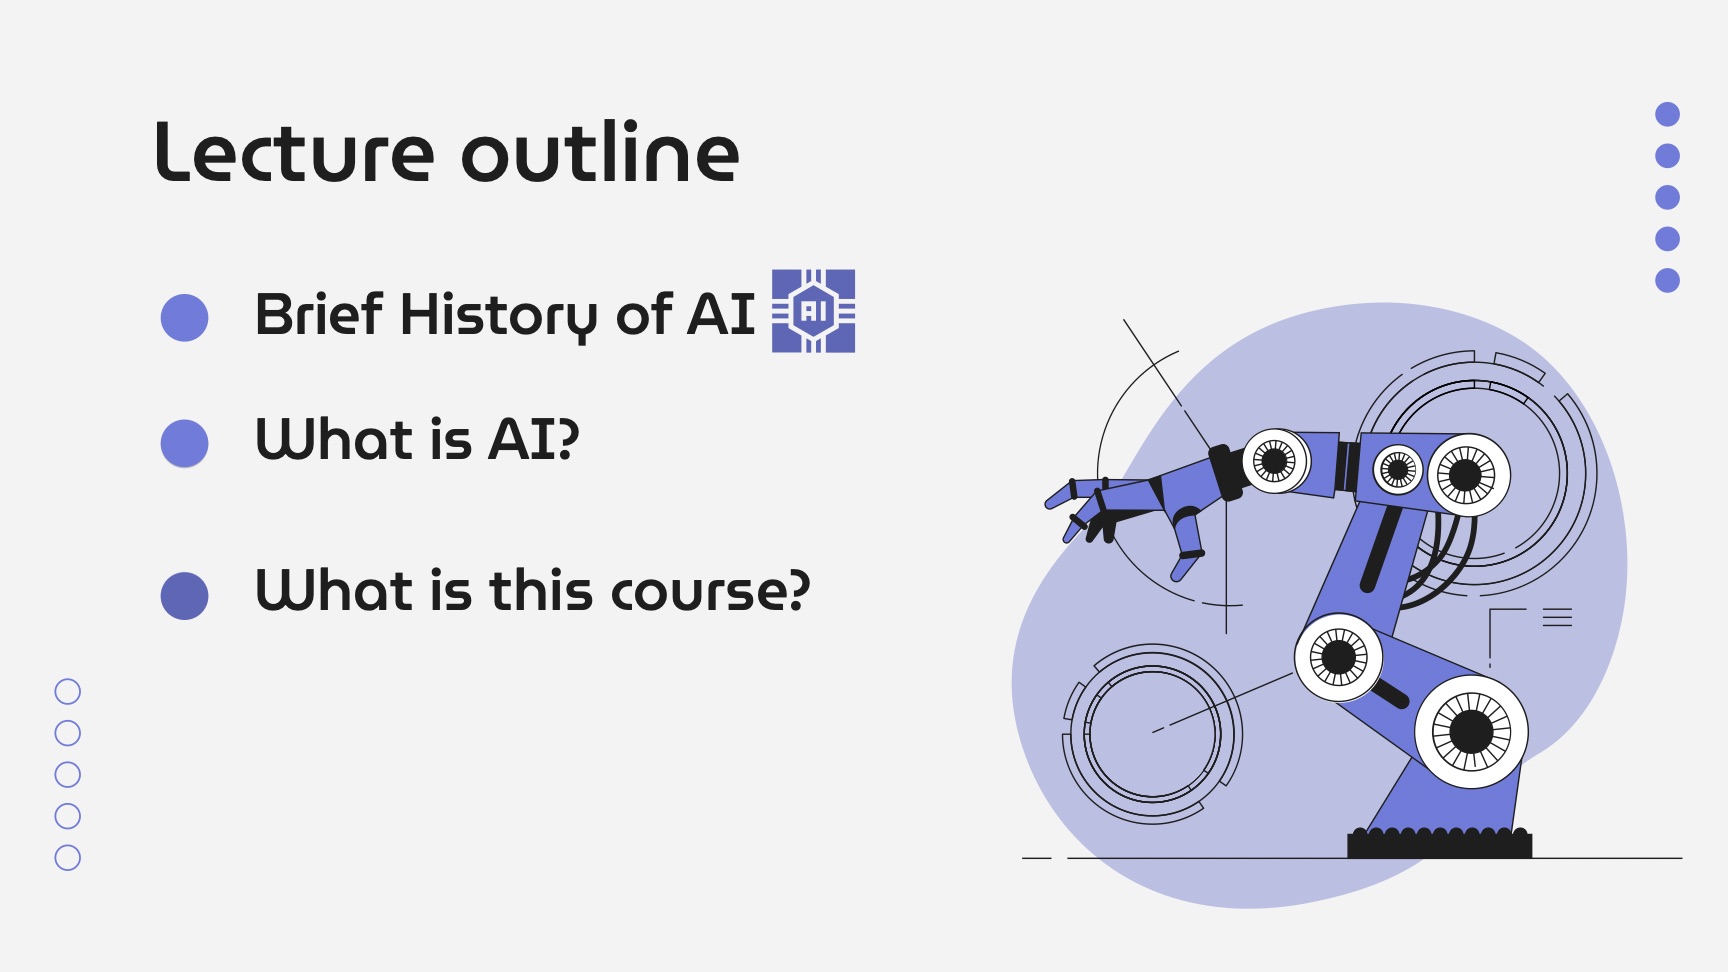 Lecture outline
Brief History of AI
AI
What is AI?
What is this course?